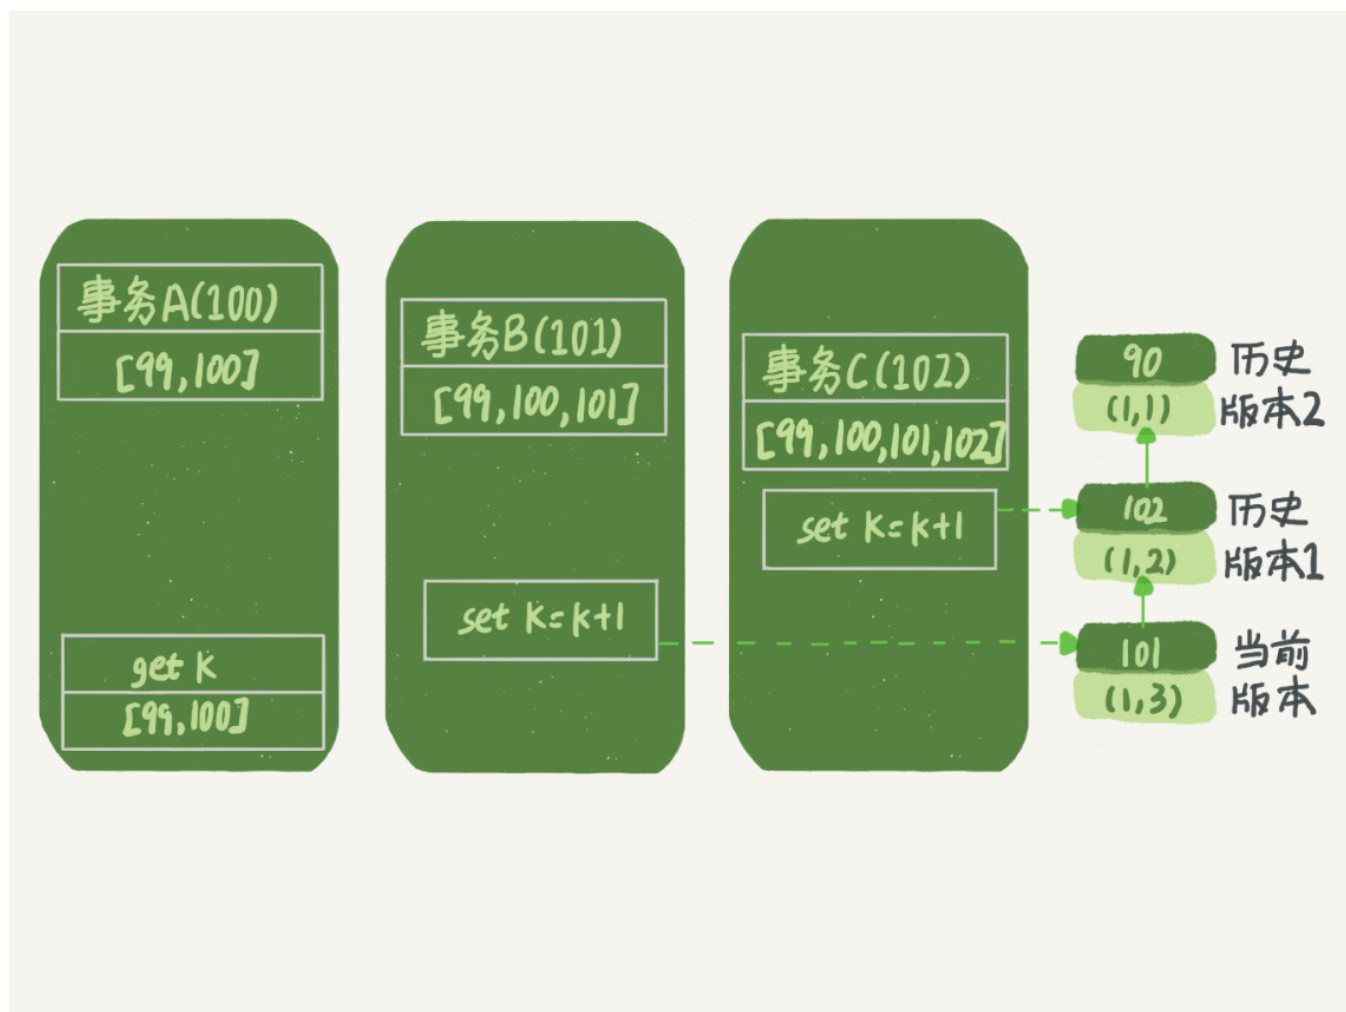 事务A(100)
[99,100]
get k
[99,100]
事务B(101)
[99,100,101]
set k=k+1
事务C(102)
[99,100,101,102]
set k=k+1
90
(1,1)
历史
版本2
102
(1,2)
历史
版本1
101
(1,3)
当前
版本